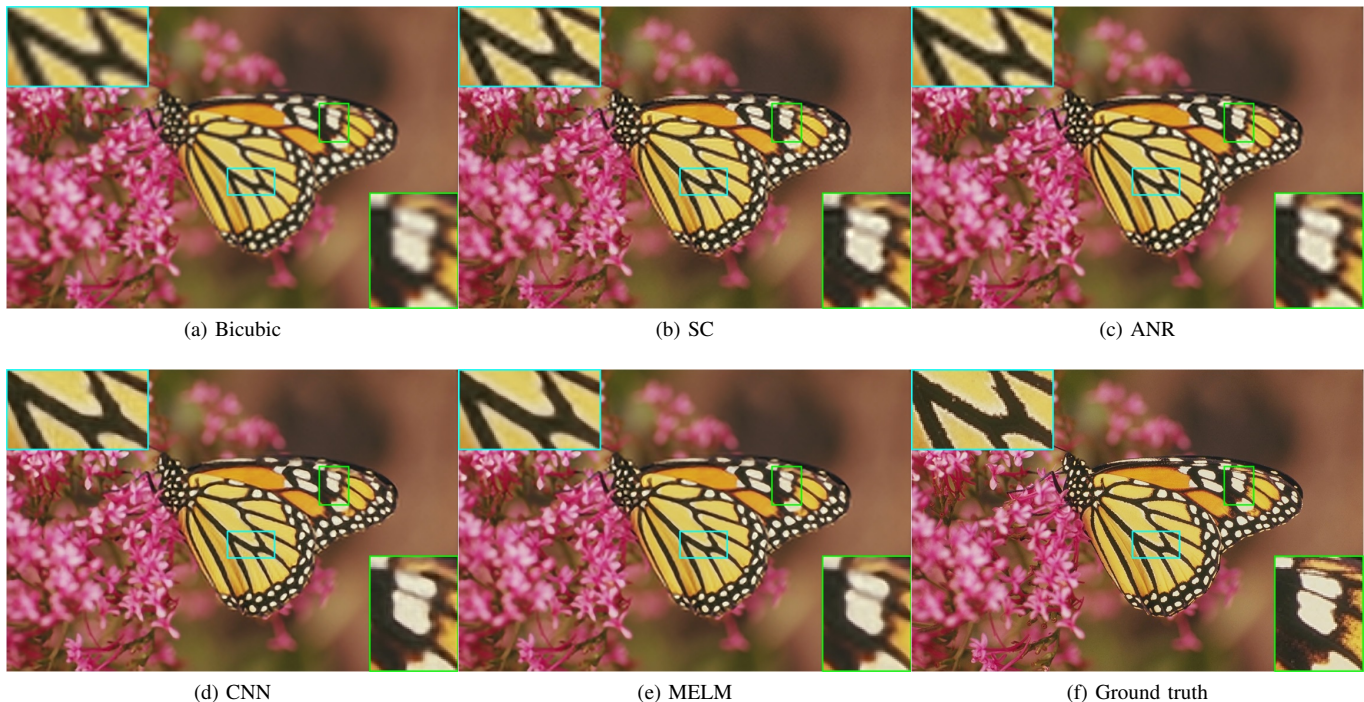 (a) Bicubic
(b) SC
(c) ANR
(d) CNN
(e) MELM
(f) Ground truth